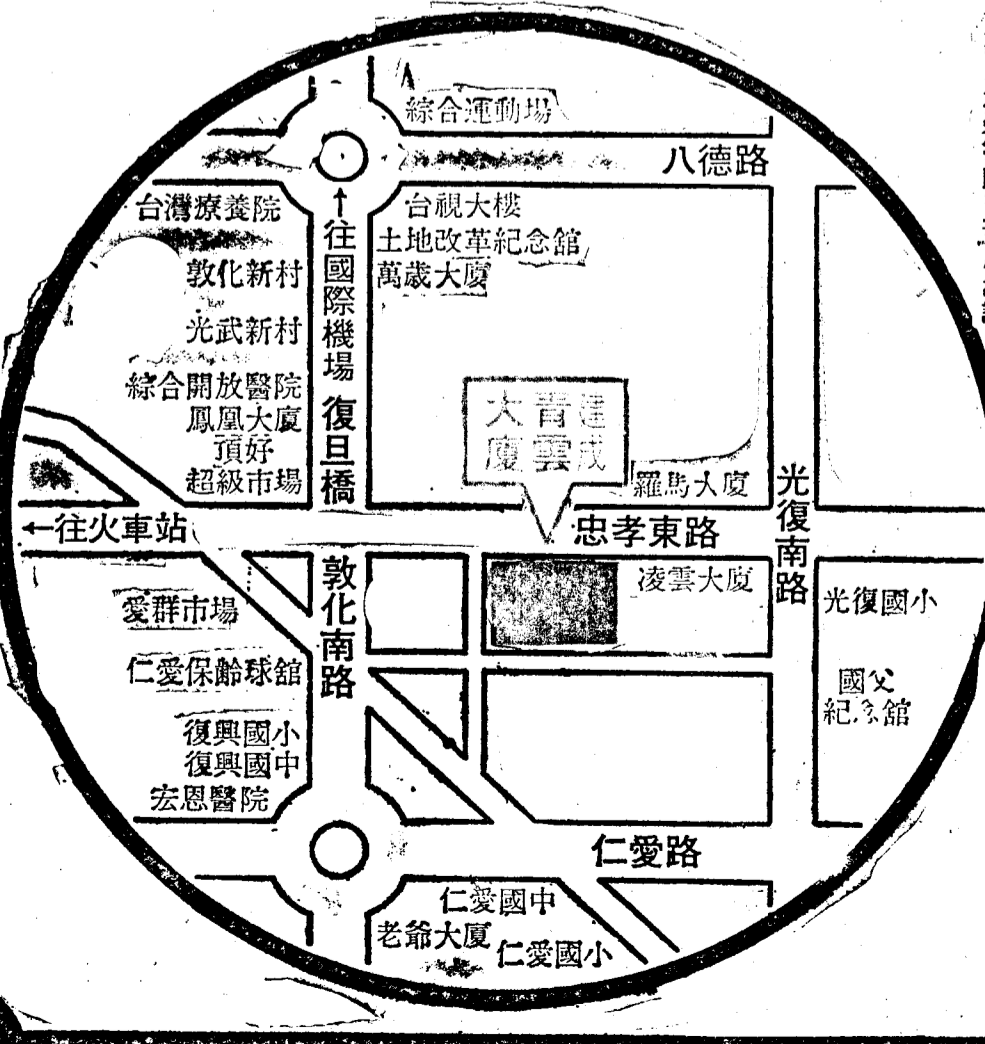 綜合運動場
八德路
台灣療養院
台視大樓
土地改革紀念館
萬歲大廈
↑往國際機場
復旦橋
敦化新村
光武新村
綜合開放醫院
鳳凰大廈
頂好
超級市場
建成
青雲
大廈
羅馬大廈
光復南路
←往火車站
忠孝東路
敦化南路
凌雲大廈
光復國小
愛群市場
仁愛保齡球舘
國父
紀念舘
復興國小
復興國中
宏恩醫院
仁愛路
仁愛國中
老爺大廈
仁愛國小